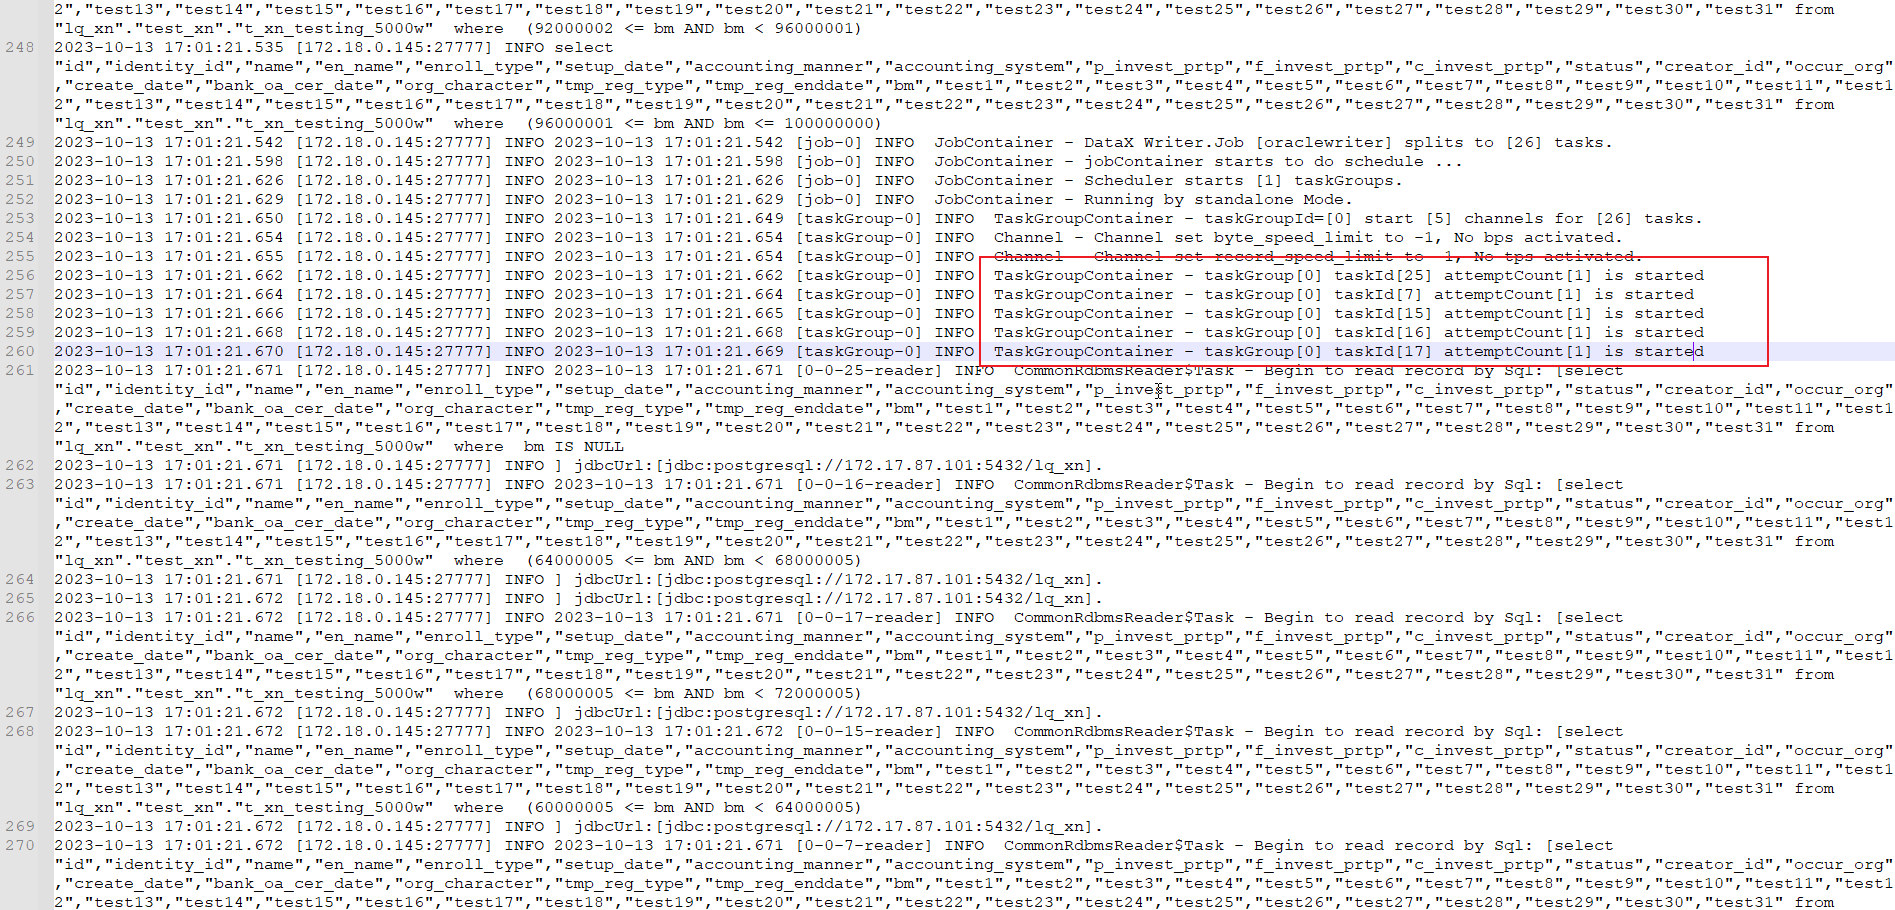 2","test13","test14","test15","test16","test17","test18","test19","test20","test21","test22","test23","test24","test25","test26","test27","test28","test29","test30","test31" from
"lq_xn"."test_xn"."t_xn_testing_5000w"  where  (92000002 <= bm AND bm < 96000001)
248 2023-10-13 17:01:21.535 [172.18.0.145:27777] INFO select
"id","identity_id","name","en_name","enroll_type","setup_date","accounting_manner","accounting_system","p_invest_prtp","f_invest_prtp","c_invest_prtp","status","creator_id","occur_org"
,"create_date","bank_oa_cer_date","org_character","tmp_reg_type","tmp_reg_enddate","bm","test1","test2","test3","test4","test5","test6","test7","test8","test9","test10","test11","test1
2","test13","test14","test15","test16","test17","test18","test19","test20","test21","test22","test23","test24","test25","test26","test27","test28","test29","test30","test31" from
"lq_xn"."test_xn"."t_xn_testing_5000w"  where  (96000001 <= bm AND bm <= 100000000)
249 2023-10-13 17:01:21.542 [172.18.0.145:27777] INFO 2023-10-13 17:01:21.542 [job-0] INFO  JobContainer - DataX Writer.Job [oraclewriter] splits to [26] tasks.
250 2023-10-13 17:01:21.598 [172.18.0.145:27777] INFO 2023-10-13 17:01:21.598 [job-0] INFO  JobContainer - jobContainer starts to do schedule ...
251 2023-10-13 17:01:21.626 [172.18.0.145:27777] INFO 2023-10-13 17:01:21.626 [job-0] INFO  JobContainer - Scheduler starts [1] taskGroups.
252 2023-10-13 17:01:21.629 [172.18.0.145:27777] INFO 2023-10-13 17:01:21.629 [job-0] INFO  JobContainer - Running by standalone Mode.
253 2023-10-13 17:01:21.650 [172.18.0.145:27777] INFO 2023-10-13 17:01:21.649 [taskGroup-0] INFO  TaskGroupContainer - taskGroupId=[0] start [5] channels for [26] tasks.
254 2023-10-13 17:01:21.654 [172.18.0.145:27777] INFO 2023-10-13 17:01:21.654 [taskGroup-0] INFO  Channel - Channel set byte_speed_limit to -1, No bps activated.
255 2023-10-13 17:01:21.655 [172.18.0.145:27777] INFO 2023-10-13 17:01:21.655 [taskGroup-0] INFO  Channel - Channel set record_speed_limit to -1, No tps activated.
256 2023-10-13 17:01:21.662 [172.18.0.145:27777] INFO 2023-10-13 17:01:21.662 [taskGroup-0] INFO  TaskGroupContainer - taskGroup[0] taskId[25] attemptCount[1] is started
257 2023-10-13 17:01:21.664 [172.18.0.145:27777] INFO 2023-10-13 17:01:21.664 [taskGroup-0] INFO  TaskGroupContainer - taskGroup[0] taskId[7] attemptCount[1] is started
258 2023-10-13 17:01:21.666 [172.18.0.145:27777] INFO 2023-10-13 17:01:21.665 [taskGroup-0] INFO  TaskGroupContainer - taskGroup[0] taskId[15] attemptCount[1] is started
259 2023-10-13 17:01:21.668 [172.18.0.145:27777] INFO 2023-10-13 17:01:21.668 [taskGroup-0] INFO  TaskGroupContainer - taskGroup[0] taskId[16] attemptCount[1] is started
260 2023-10-13 17:01:21.670 [172.18.0.145:27777] INFO 2023-10-13 17:01:21.669 [taskGroup-0] INFO  TaskGroupContainer - taskGroup[0] taskId[17] attemptCount[1] is started
261 2023-10-13 17:01:21.671 [172.18.0.145:27777] INFO 2023-10-13 17:01:21.671 [0-0-25-reader] INFO  CommonRdbmsReader$Task - Begin to read record by Sql: [select
"id","identity_id","name","en_name","enroll_type","setup_date","accounting_manner","accounting_system","p_invest_prtp","f_invest_prtp","c_invest_prtp","status","creator_id","occur_org"
,"create_date","bank_oa_cer_date","org_character","tmp_reg_type","tmp_reg_enddate","bm","test1","test2","test3","test4","test5","test6","test7","test8","test9","test10","test11","test1
2","test13","test14","test15","test16","test17","test18","test19","test20","test21","test22","test23","test24","test25","test26","test27","test28","test29","test30","test31" from
"lq_xn"."test_xn"."t_xn_testing_5000w"  where  bm IS NULL
262 2023-10-13 17:01:21.671 [172.18.0.145:27777] INFO ] jdbcUrl:[jdbc:postgresql://172.17.87.101:5432/lq_xn].
263 2023-10-13 17:01:21.671 [172.18.0.145:27777] INFO 2023-10-13 17:01:21.671 [0-0-16-reader] INFO  CommonRdbmsReader$Task - Begin to read record by Sql: [select
"id","identity_id","name","en_name","enroll_type","setup_date","accounting_manner","accounting_system","p_invest_prtp","f_invest_prtp","c_invest_prtp","status","creator_id","occur_org"
,"create_date","bank_oa_cer_date","org_character","tmp_reg_type","tmp_reg_enddate","bm","test1","test2","test3","test4","test5","test6","test7","test8","test9","test10","test11","test1
2","test13","test14","test15","test16","test17","test18","test19","test20","test21","test22","test23","test24","test25","test26","test27","test28","test29","test30","test31" from
"lq_xn"."test_xn"."t_xn_testing_5000w"  where  (64000005 <= bm AND bm < 68000005)
264 2023-10-13 17:01:21.671 [172.18.0.145:27777] INFO ] jdbcUrl:[jdbc:postgresql://172.17.87.101:5432/lq_xn].
265 2023-10-13 17:01:21.672 [172.18.0.145:27777] INFO ] jdbcUrl:[jdbc:postgresql://172.17.87.101:5432/lq_xn].
266 2023-10-13 17:01:21.672 [172.18.0.145:27777] INFO 2023-10-13 17:01:21.671 [0-0-17-reader] INFO  CommonRdbmsReader$Task - Begin to read record by Sql: [select
"id","identity_id","name","en_name","enroll_type","setup_date","accounting_manner","accounting_system","p_invest_prtp","f_invest_prtp","c_invest_prtp","status","creator_id","occur_org"
,"create_date","bank_oa_cer_date","org_character","tmp_reg_type","tmp_reg_enddate","bm","test1","test2","test3","test4","test5","test6","test7","test8","test9","test10","test11","test1
2","test13","test14","test15","test16","test17","test18","test19","test20","test21","test22","test23","test24","test25","test26","test27","test28","test29","test30","test31" from
"lq_xn"."test_xn"."t_xn_testing_5000w"  where  (68000005 <= bm AND bm < 72000005)
267 2023-10-13 17:01:21.672 [172.18.0.145:27777] INFO ] jdbcUrl:[jdbc:postgresql://172.17.87.101:5432/lq_xn].
268 2023-10-13 17:01:21.672 [172.18.0.145:27777] INFO 2023-10-13 17:01:21.672 [0-0-15-reader] INFO  CommonRdbmsReader$Task - Begin to read record by Sql: [select
"id","identity_id","name","en_name","enroll_type","setup_date","accounting_manner","accounting_system","p_invest_prtp","f_invest_prtp","c_invest_prtp","status","creator_id","occur_org"
,"create_date","bank_oa_cer_date","org_character","tmp_reg_type","tmp_reg_enddate","bm","test1","test2","test3","test4","test5","test6","test7","test8","test9","test10","test11","test1
2","test13","test14","test15","test16","test17","test18","test19","test20","test21","test22","test23","test24","test25","test26","test27","test28","test29","test30","test31" from
"lq_xn"."test_xn"."t_xn_testing_5000w"  where  (60000005 <= bm AND bm < 64000005)
269 2023-10-13 17:01:21.672 [172.18.0.145:27777] INFO ] jdbcUrl:[jdbc:postgresql://172.17.87.101:5432/lq_xn].
270 2023-10-13 17:01:21.672 [172.18.0.145:27777] INFO 2023-10-13 17:01:21.671 [0-0-7-reader] INFO  CommonRdbmsReader$Task - Begin to read record by Sql: [select
"id","identity_id","name","en_name","enroll_type","setup_date","accounting_manner","accounting_system","p_invest_prtp","f_invest_prtp","c_invest_prtp","status","creator_id","occur_org"
,"create_date","bank_oa_cer_date","org_character","tmp_reg_type","tmp_reg_enddate","bm","test1","test2","test3","test4","test5","test6","test7","test8","test9","test10","test11","test1
2","test13","test14","test15","test16","test17","test18","test19","test20","test21","test22","test23","test24","test25","test26","test27","test28","test29","test30","test31" from